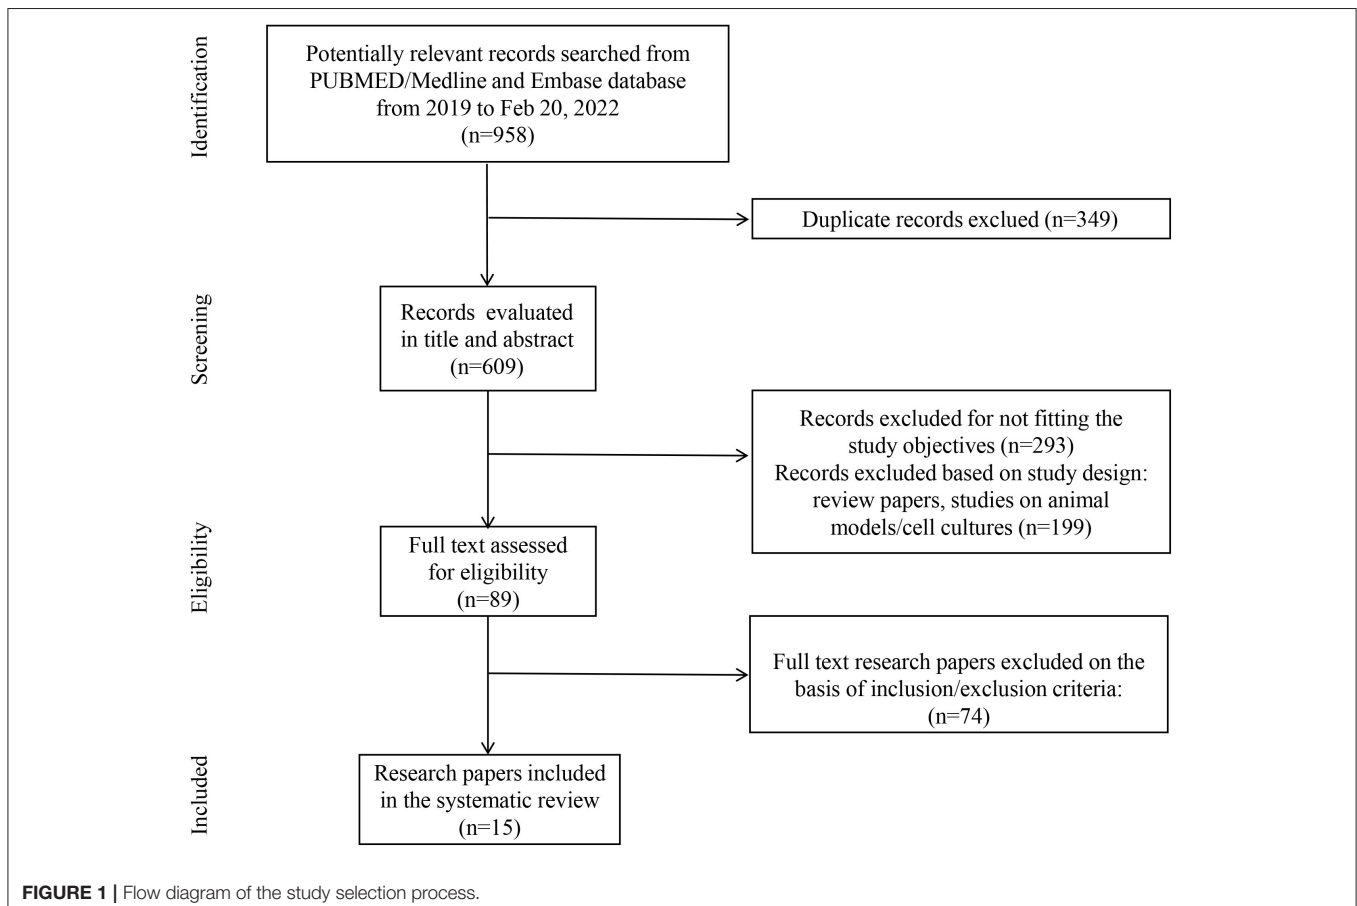 Identification
Potentially relevant records searched from
PUBMED/Medline and Embase database
from 2019 to Feb 20, 2022
(n=958)
Duplicate records exclued (n=349)
Screening
Records evaluated
in title and abstract
(n=609)
Records excluded for not fitting the
study objectives (n=293)
Records excluded based on study design:
review papers, studies on animal
models/cell cultures (n=199)
Eligibility
Full text assessed
for eligibility
(n=89)
Full text research papers excluded on the
basis of inclusion/exclusion criteria:
(n=74)
Included
Research papers included
in the systematic review
(n=15)
FIGURE 1 | Flow diagram of the study selection process.